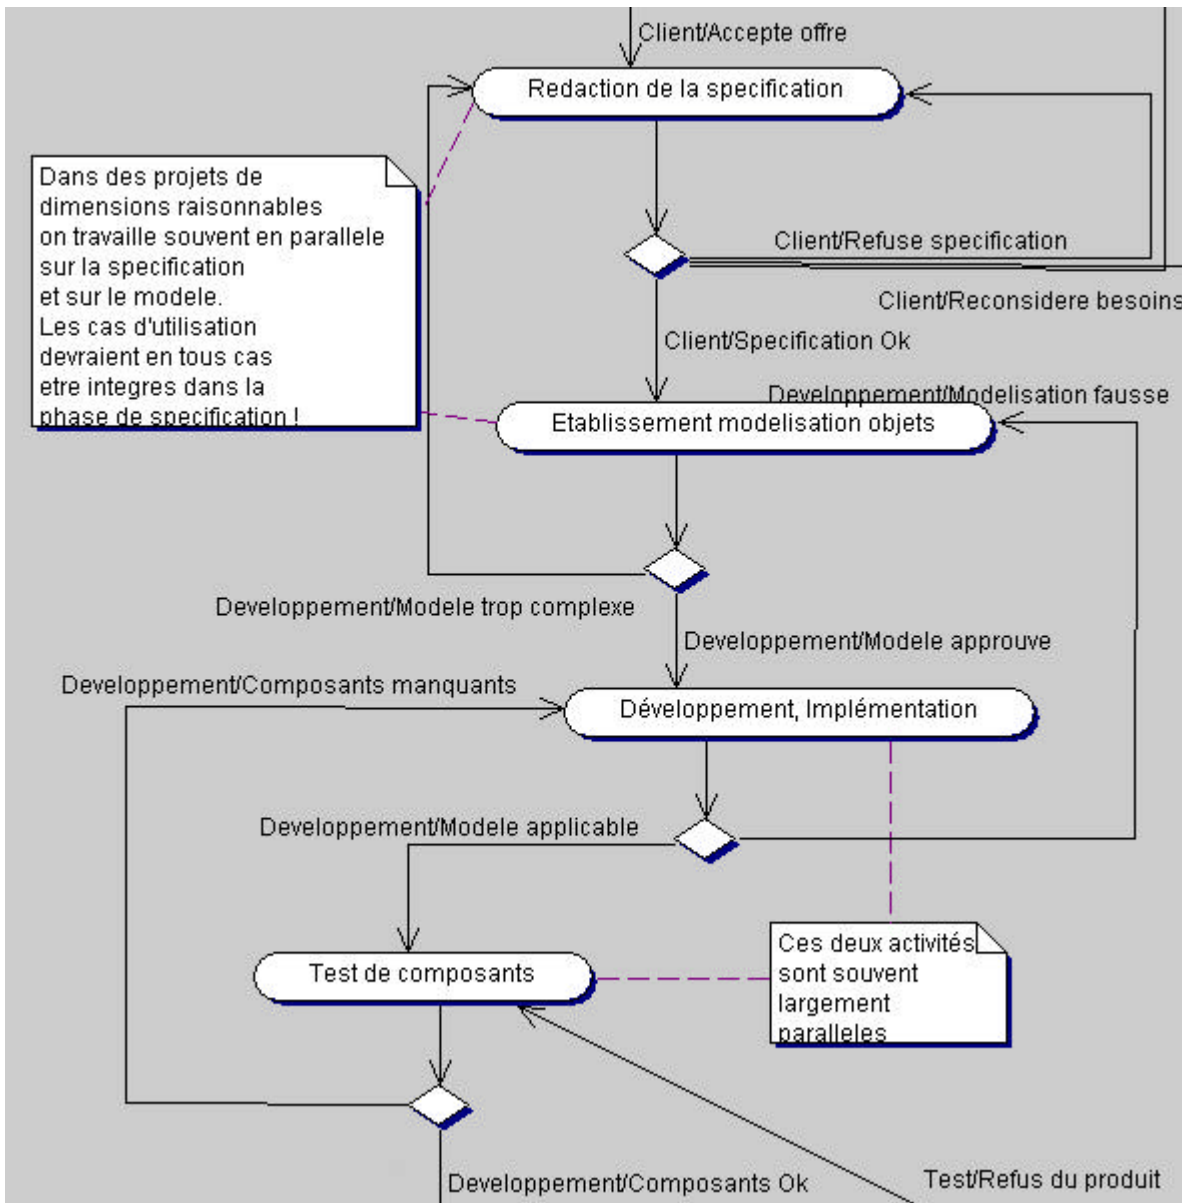 Client/Accepte offre
Redaction de la specification
Dans des projets de
dimensions raisonnables
on travaille souvent en parallele
sur la specification
et sur le modele.
Les cas d'utilisation
devraient en tous cas
etre integres dans la
phase de specification !
Client/Refuse specification
Client/Reconsidere besoins
Client/Specification Ok
Developpement/Modelisation fausse
Etablissement modelisation objets
Developpement/Modele trop complexe
Developpement/Modele approuve
Developpement/Composants manquants
Développement, Implémentation
Developpement/Modele applicable
Ces deux activités
sont souvent
largement
paralleles
Test de composants
Test/Refus du produit
Developpement/Composants Ok